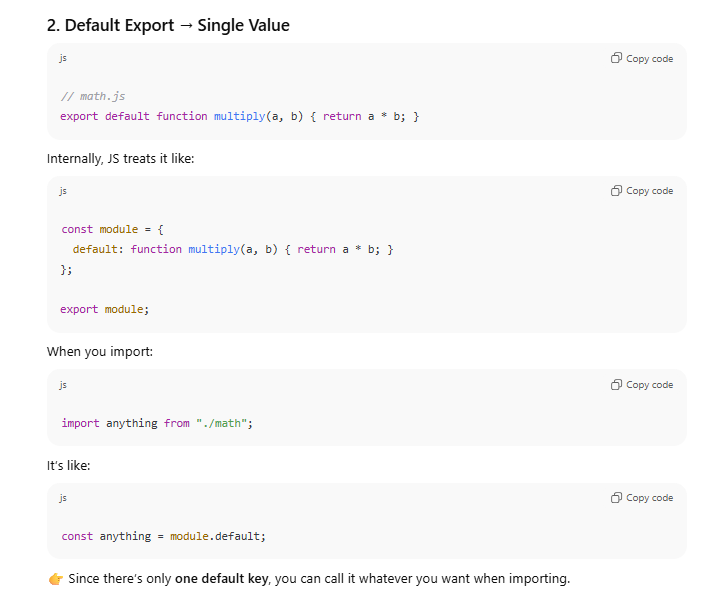 2. Default Export → Single Value
js
Copy code
// math.js
export default function multiply(a, b) { return a * b; }
Internally, JS treats it like:
js
Copy code
const module = {
  default: function multiply(a, b) { return a * b; }
};
export module;
When you import:
js
Copy code
import anything from "./math";
It's like:
js
Copy code
const anything = module.default;
👉 Since there's only one default key, you can call it whatever you want when importing.